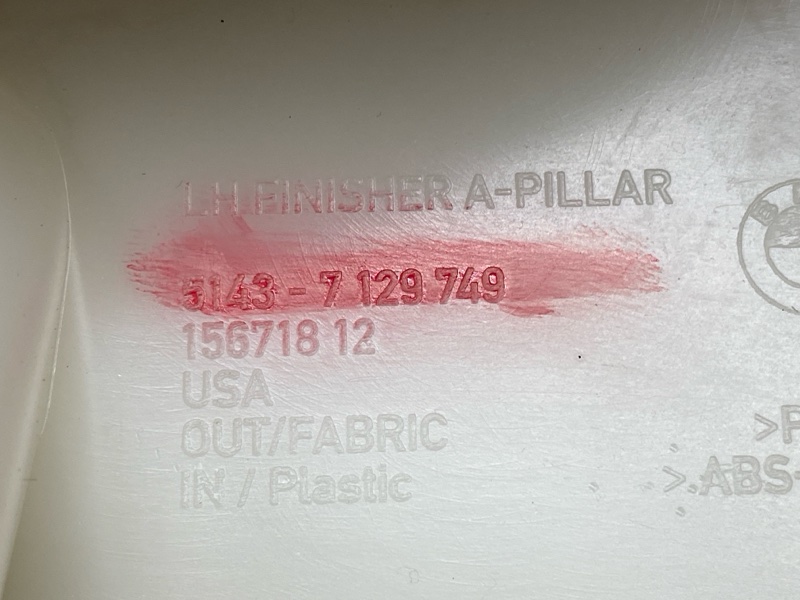 LH FINISHER A-PILLAR
5143 - 7 129 749
156718 12
USA
OUT/FABRIC
IN / Plastic
>P
>ABS-